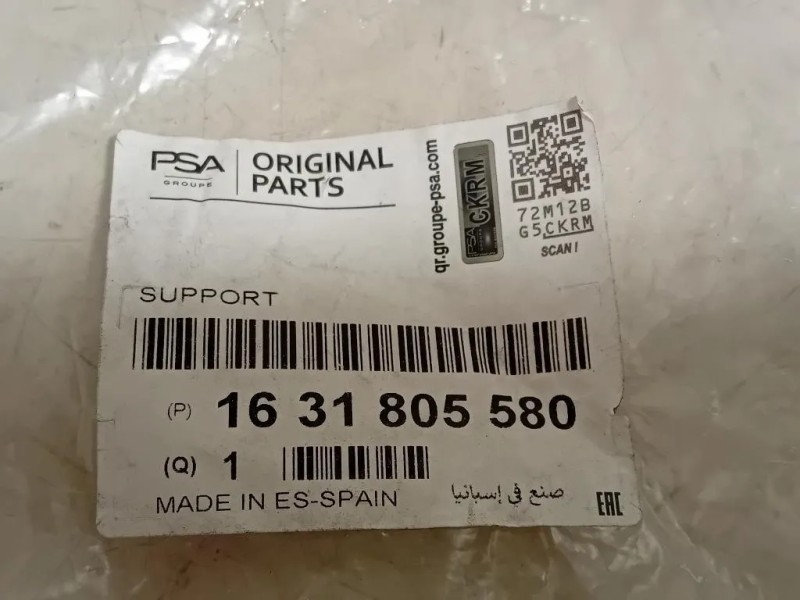 PSA
GROUPE
ORIGINAL
PARTS
qr.groupe-psa.com
PSA CKRM
72M12B
G5CKRM
SCAN!
SUPPORT
(P) 16 31 805 580
(Q) 1
MADE IN ES-SPAIN
صنع في إسبانيا
EAC